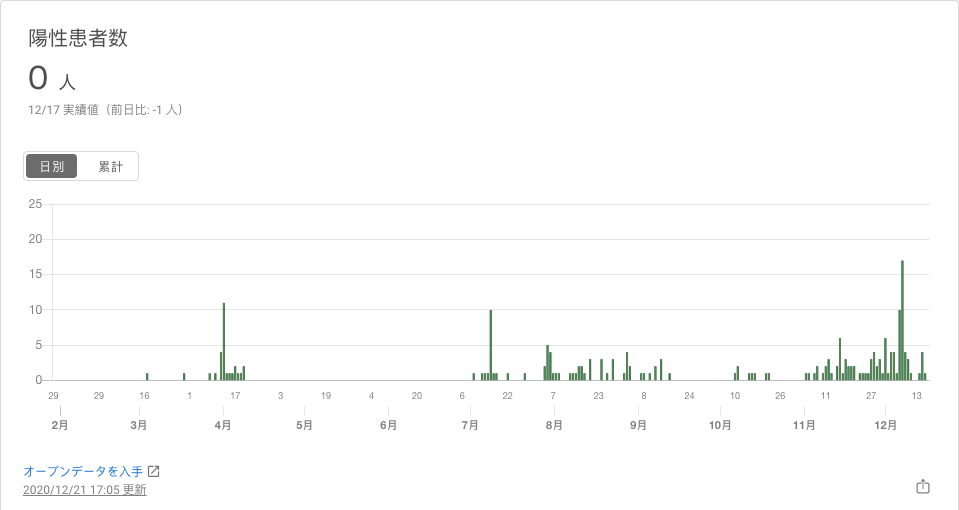 陽性患者数
0 人
12/17 実績値（前日比: -1 人）
日別 累計
25
20
15
10
5
0
29 29 16 1 17 3 19 4 20 6 22 7 23 8 24 10 26 11 27 13
2月 3月 4月 5月 6月 7月 8月 9月 10月 11月 12月
オープンデータを入手
2020/12/21 17:05 更新